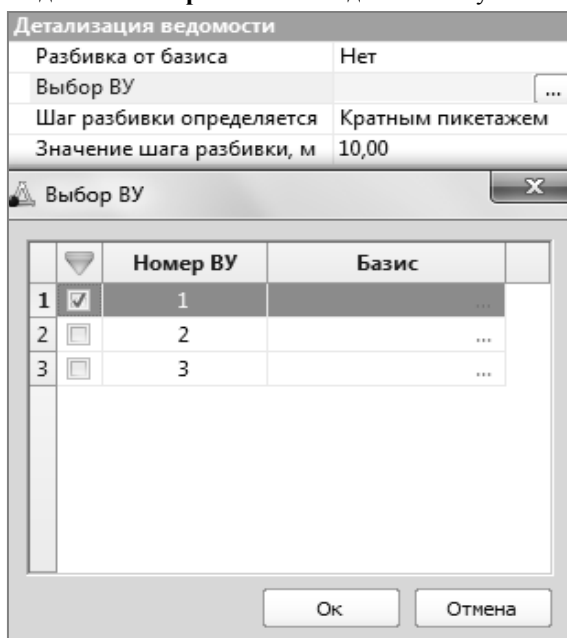 Детализация ведомости
Разбивка от базиса Нет
Выбор ВУ ...
Шаг разбивки определяется Кратным пикетажем
Значение шага разбивки, м 10,00
Выбор ВУ x
Номер ВУ Базис
1 1 ...
2 2 ...
3 3 ...
Ок Отмена